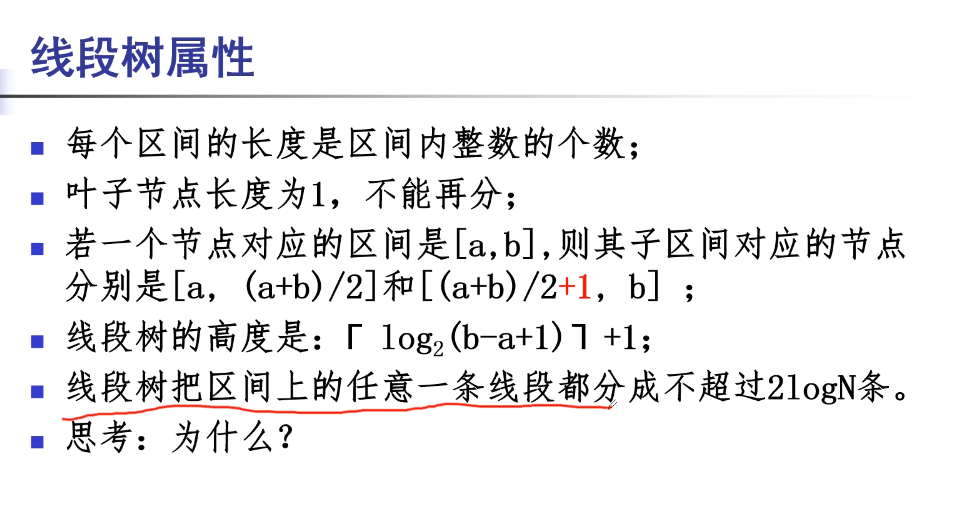 线段树属性
每个区间的长度是区间内整数的个数；
叶子节点长度为1，不能再分；
若一个节点对应的区间是[a,b],则其子区间对应的节点
分别是[a, (a+b)/2]和[(a+b)/2+1, b] ；
线段树的高度是：「 log₂(b-a+1)ㄱ +1；
线段树把区间上的任意一条线段都分成不超过2logN条。
思考：为什么？